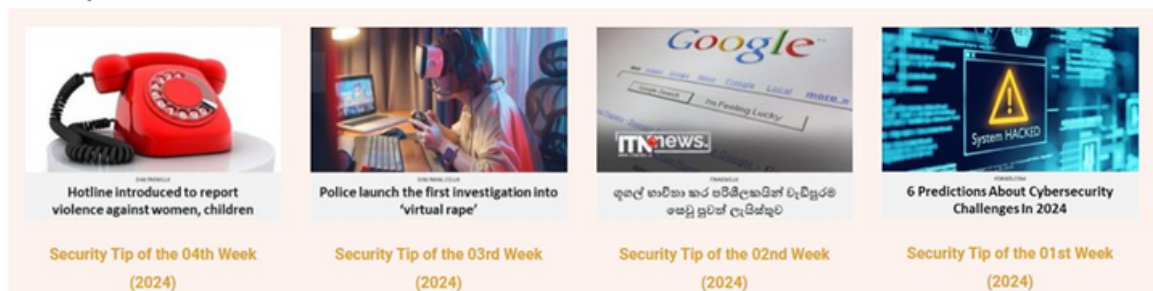 Google
I'm Feeling Lucky
ITN news.
System HACKED
Hotline introduced to report
violence against women, children
Police launch the first investigation into
‘virtual rape’
ගූගල් භාවිතා කර පරිශීලකයින් වැඩිපුරම
සෙවූ පුවත් ලැයිස්තුව
6 Predictions About Cybersecurity
Challenges In 2024
Security Tip of the 04th Week
(2024)
Security Tip of the 03rd Week
(2024)
Security Tip of the 02nd Week
(2024)
Security Tip of the 01st Week
(2024)